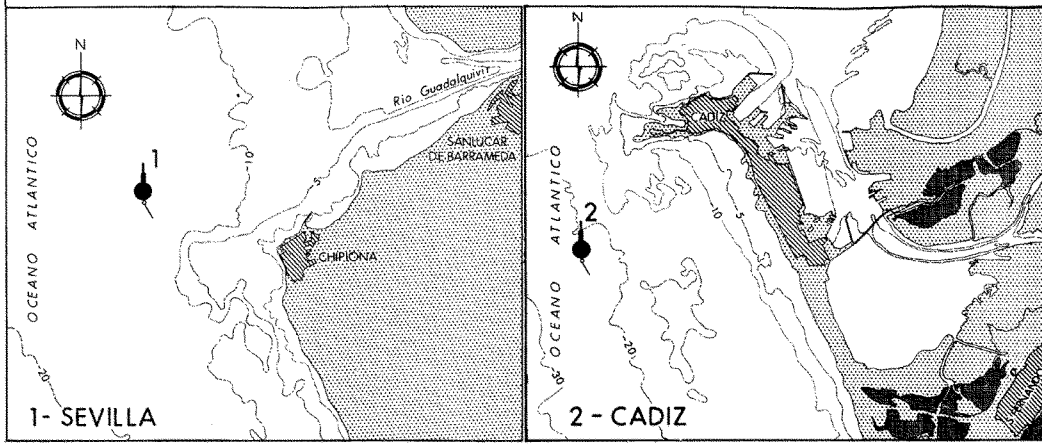 N
1
OCEANO ATLANTICO
Rio Guadalquivir
SANLUCAR
DE BARRAMEDA
CHIPIONA
5
10
20
1- SEVILLA
N
2
OCEANO ATLANTICO
CADIZ
10
5
20
30
2 - CADIZ